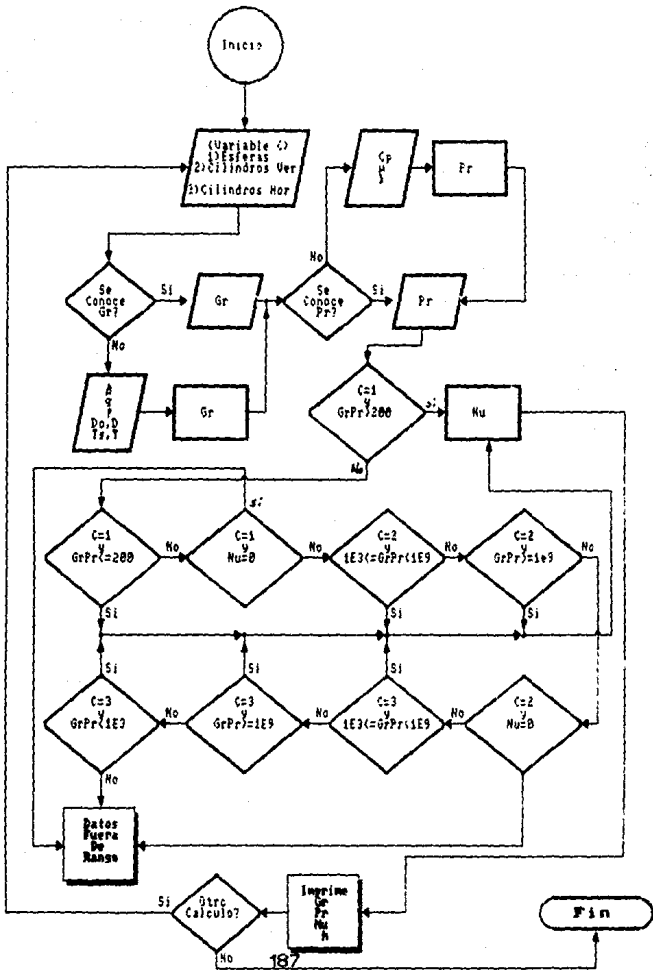 Inicio
(Variable C)
1)Esferas
2)Cilindros Ver
3)Cilindros Hor
Cp
μ
Pr
No
Se
Conoce
Gr?
Si
Gr
Se
Conoce
Pr?
Si
Pr
No
β
Do,D
Ts,T
Gr
C=1
y
GrPr>200
si
Nu
No
si
C=1
y
GrPr<=200
No
C=1
y
Nu=0
No
C=2
y
1E3<=GrPr<1E9
No
C=2
y
GrPr>=1e9
No
Si
Si
Si
Si
Si
Si
C=3
y
GrPr<1E3
No
C=3
y
GrPr>=1E9
No
C=3
y
1E3<=GrPr<1E9
No
C=2
y
Nu=0
No
Datos
Fuera
De
Rango
Si
Otro
Calculo?
Imprime
Gr
Pr
Nu
h
Fin
No
187